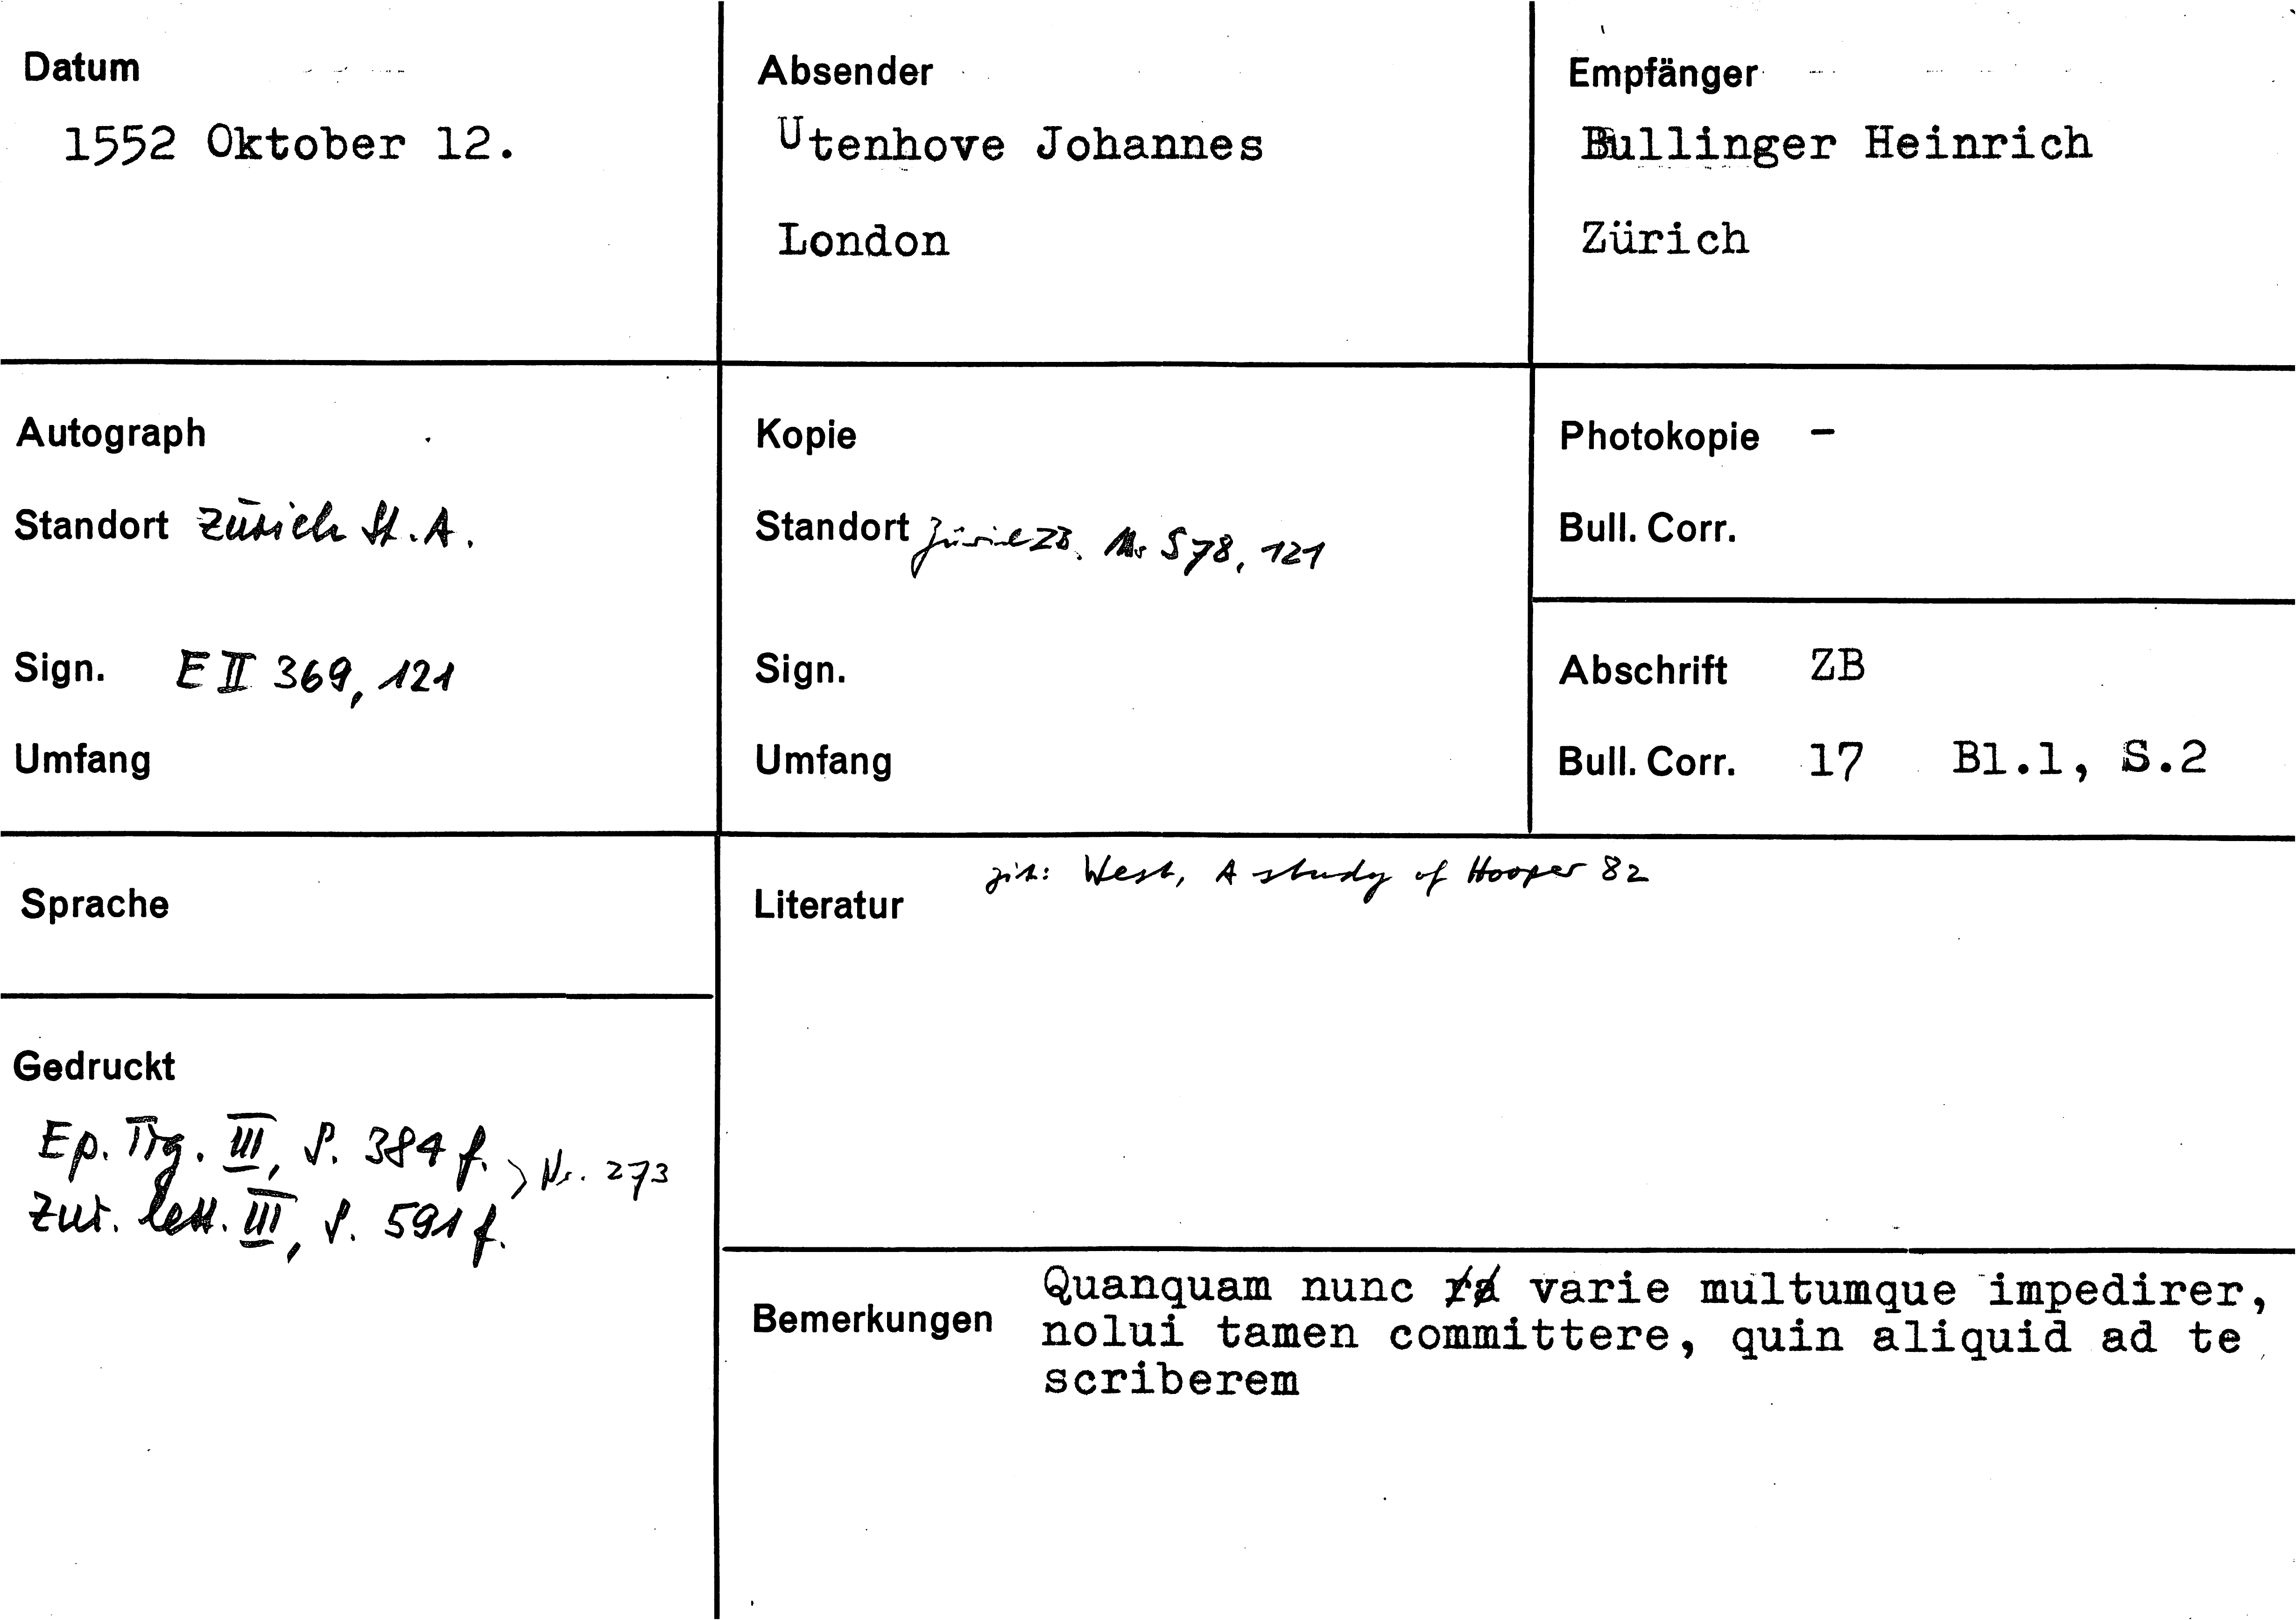 Datum
1552 Oktober 12.
Absender
Utenhove Johannes
London
Empfänger
Bullinger Heinrich
Zürich
Autograph
Standort Zürich St. A.
Sign. E II 369, 121
Umfang
Kopie
Standort Zürich ZB. Ms S 78, 121
Sign.
Umfang
Photokopie –
Bull. Corr.
Abschrift ZB
Bull. Corr. 17 Bl.1, S.2
Sprache
Gedruckt
Ep. Tig. III, S. 384 f.
Zur. lett. III, S. 591 f.
> Nr. 273
Literatur zit: West, A study of Hooper 82
Bemerkungen
Quanquam nunc varie multumque impedirer,
nolui tamen committere, quin aliquid ad te
scriberem